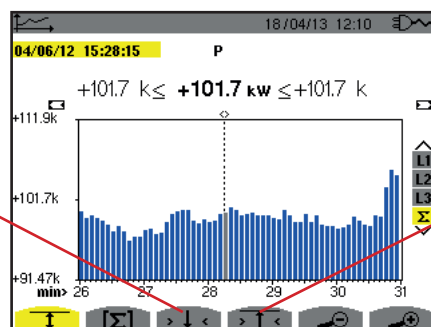 18/04/13 12:10
04/06/12 15:28:15 P
+101.7 k≤ +101.7 kW ≤+101.7 k
+111.9k
+101.7k
+91.47k
L1
L2
L3
Σ
min> 26 27 28 29 30 31
[Σ] >↓< >↑<